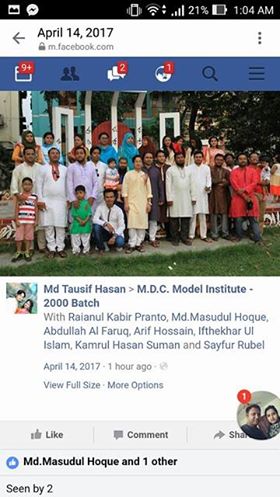 21% 1:04 AM
April 14, 2017
m.facebook.com
9+ 2 1
Md Tausif Hasan > M.D.C. Model Institute -
2000 Batch
With Raianul Kabir Pranto, Md.Masudul Hoque,
Abdullah Al Faruq, Arif Hossain, Ifthekhar Ul
Islam, Kamrul Hasan Suman and Sayfur Rubel
April 14, 2017 · 1 hour ago ·
View Full Size · More Options
1
Like Comment Share
Md.Masudul Hoque and 1 other
Seen by 2